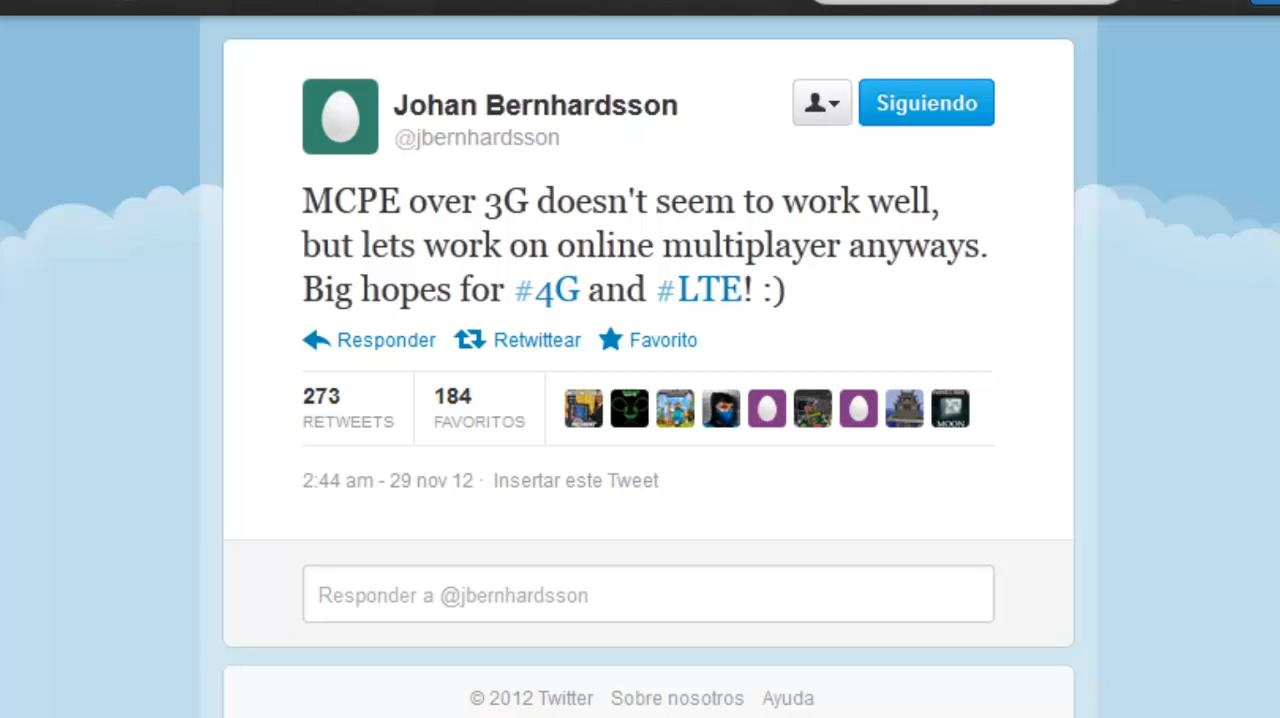 Johan Bernhardsson
@jbernhardsson
Siguiendo
MCPE over 3G doesn't seem to work well,
but lets work on online multiplayer anyways.
Big hopes for #4G and #LTE! :)
Responder Retwittear Favorito
273 184
RETWEETS FAVORITOS
MOON
2:44 am - 29 nov 12 · Insertar este Tweet
Responder a @jbernhardsson
© 2012 Twitter Sobre nosotros Ayuda